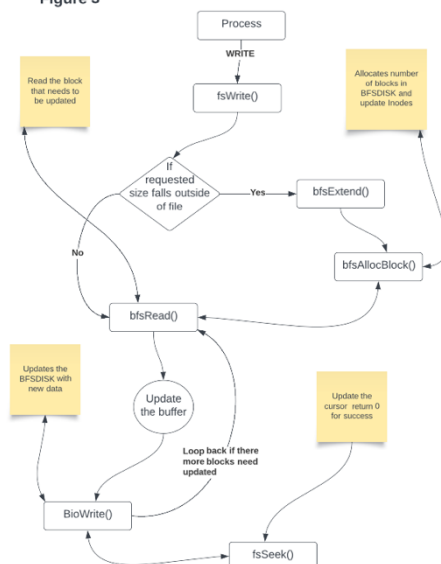 Figure 3
Process
WRITE
Read the block
that needs to
be updated
fsWrite()
Allocates number
of blocks in
BFSDISK and
update Inodes
If
requested
size falls outside
of file
Yes
bfsExtend()
No
bfsAllocBlock()
bfsRead()
Updates the
BFSDISK with
new data
Update
the buffer
Update the
cursor return 0
for success
Loop back if there
more blocks need
updated
BioWrite()
fsSeek()